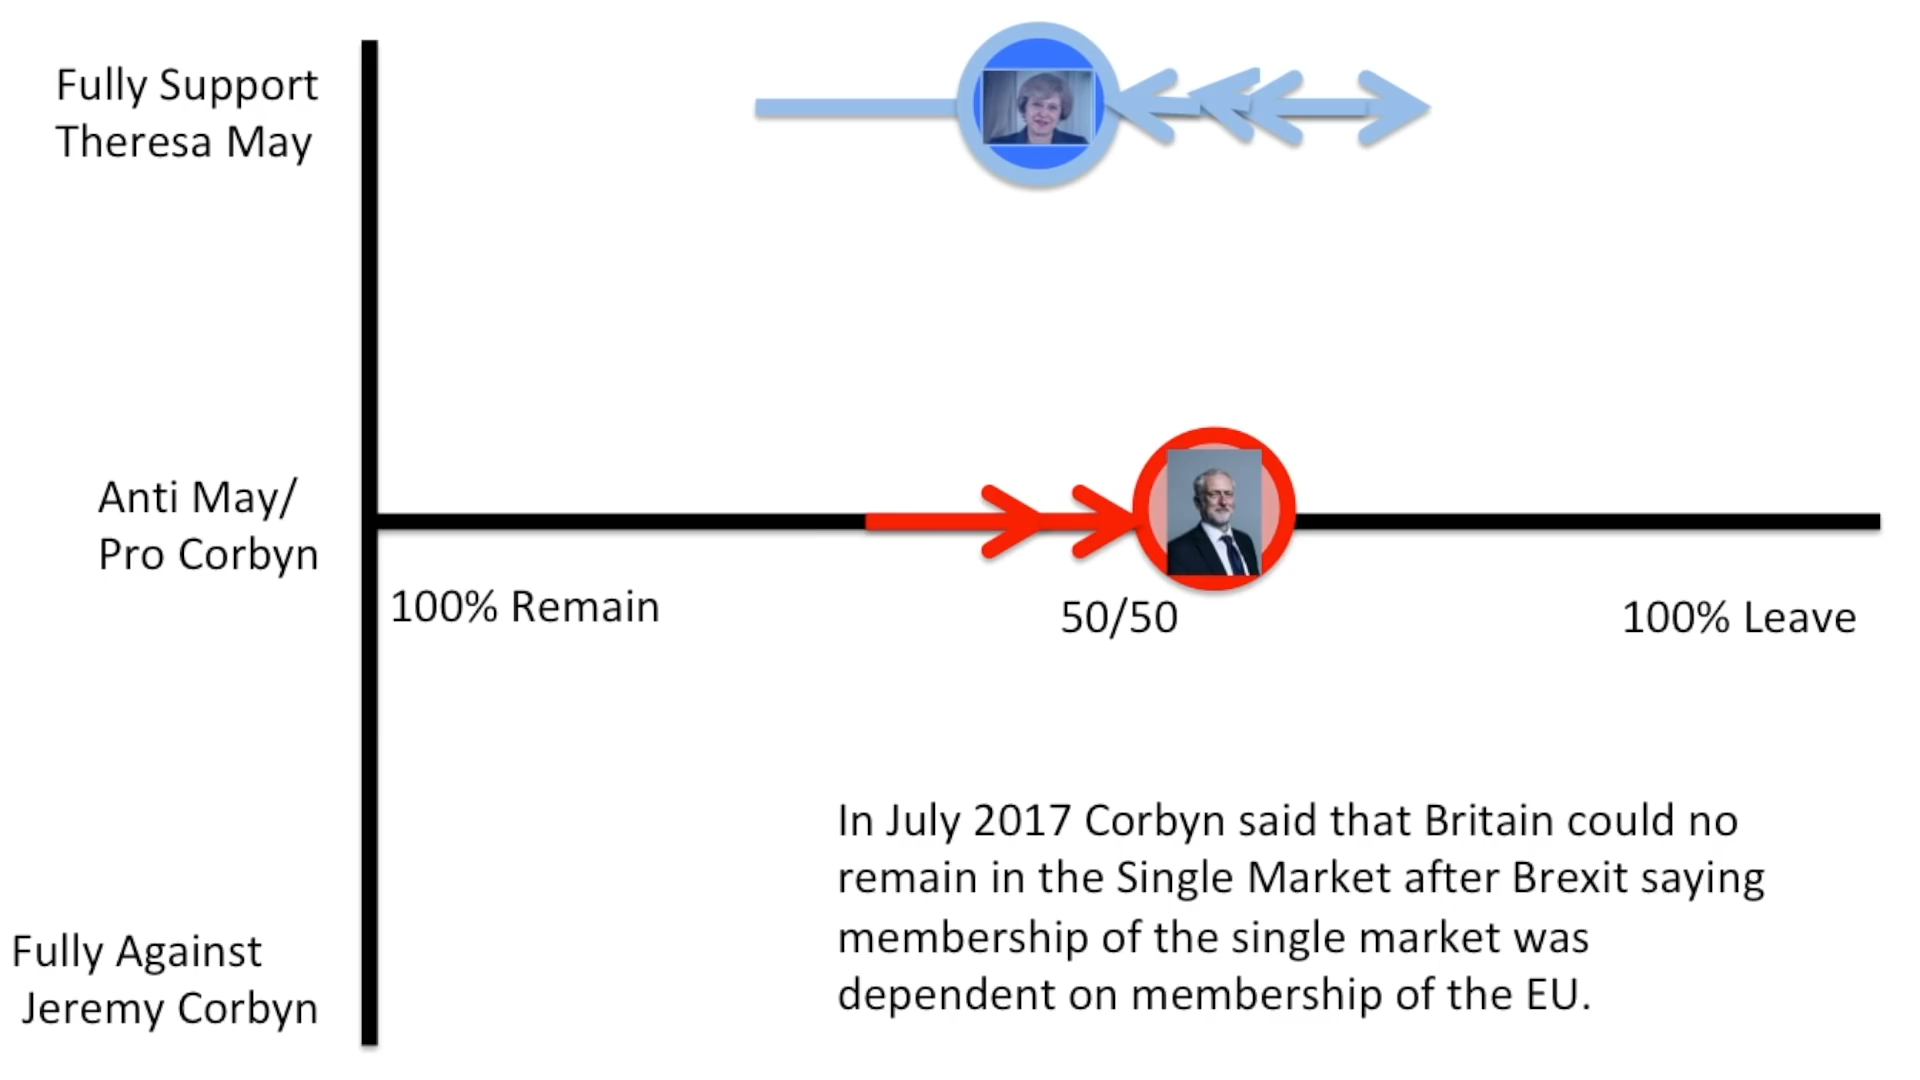 Fully Support
Theresa May
Anti May/
Pro Corbyn
100% Remain
50/50
100% Leave
In July 2017 Corbyn said that Britain could no
remain in the Single Market after Brexit saying
membership of the single market was
dependent on membership of the EU.
Fully Against
Jeremy Corbyn